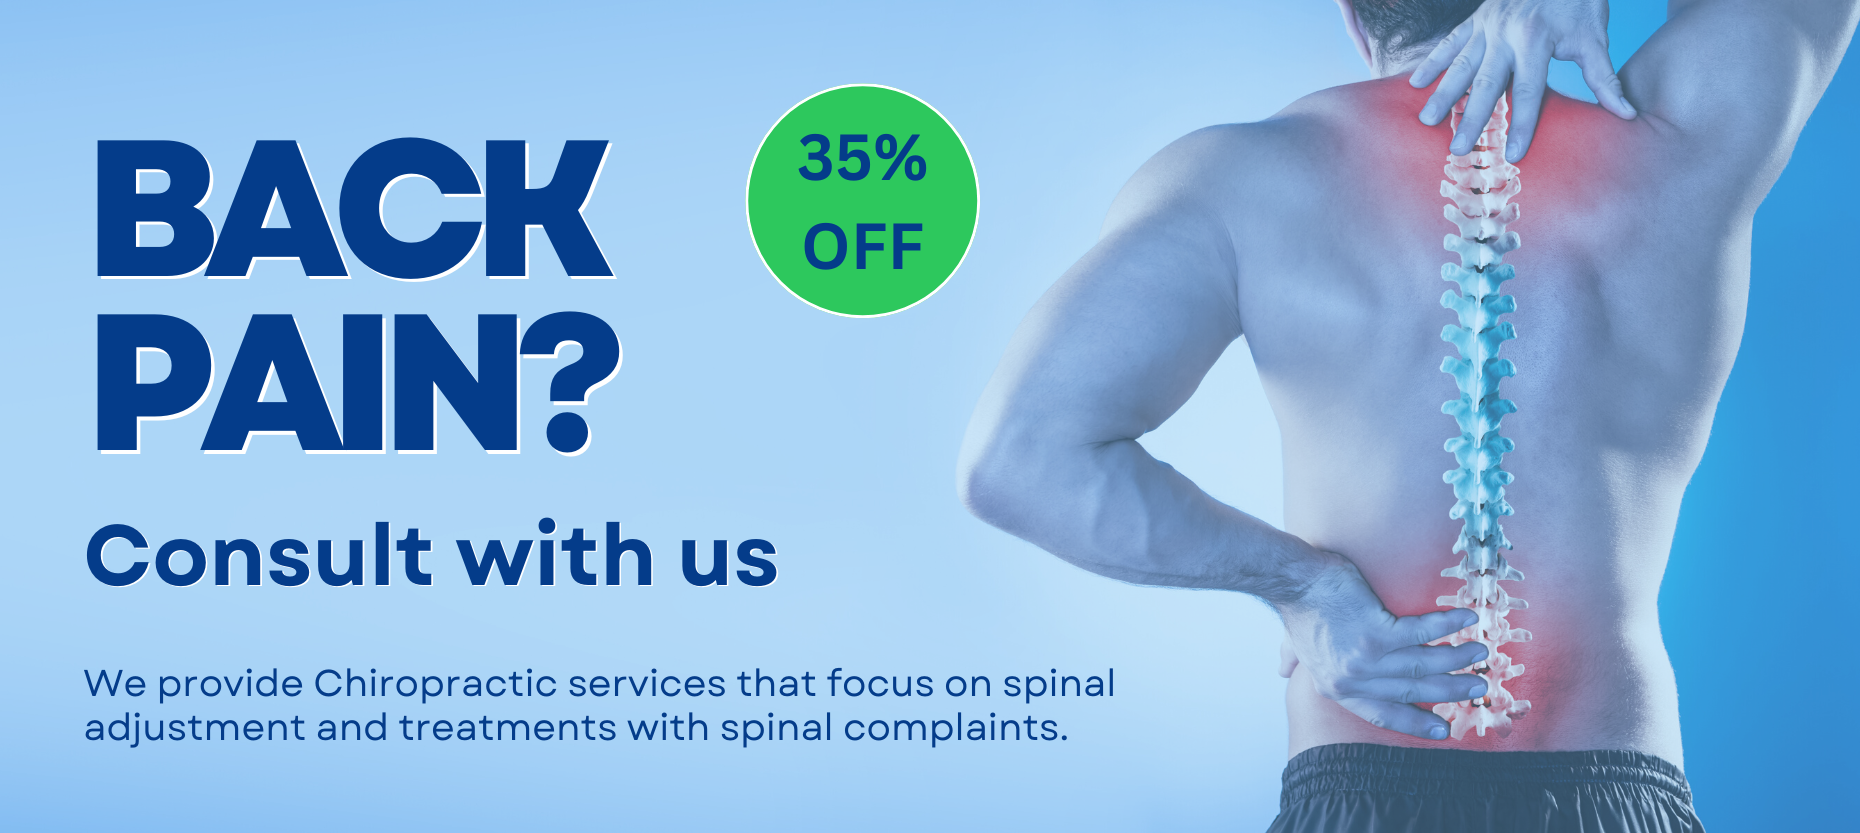 BACK
PAIN?
35%
OFF
Consult with us
We provide Chiropractic services that focus on spinal
adjustment and treatments with spinal complaints.